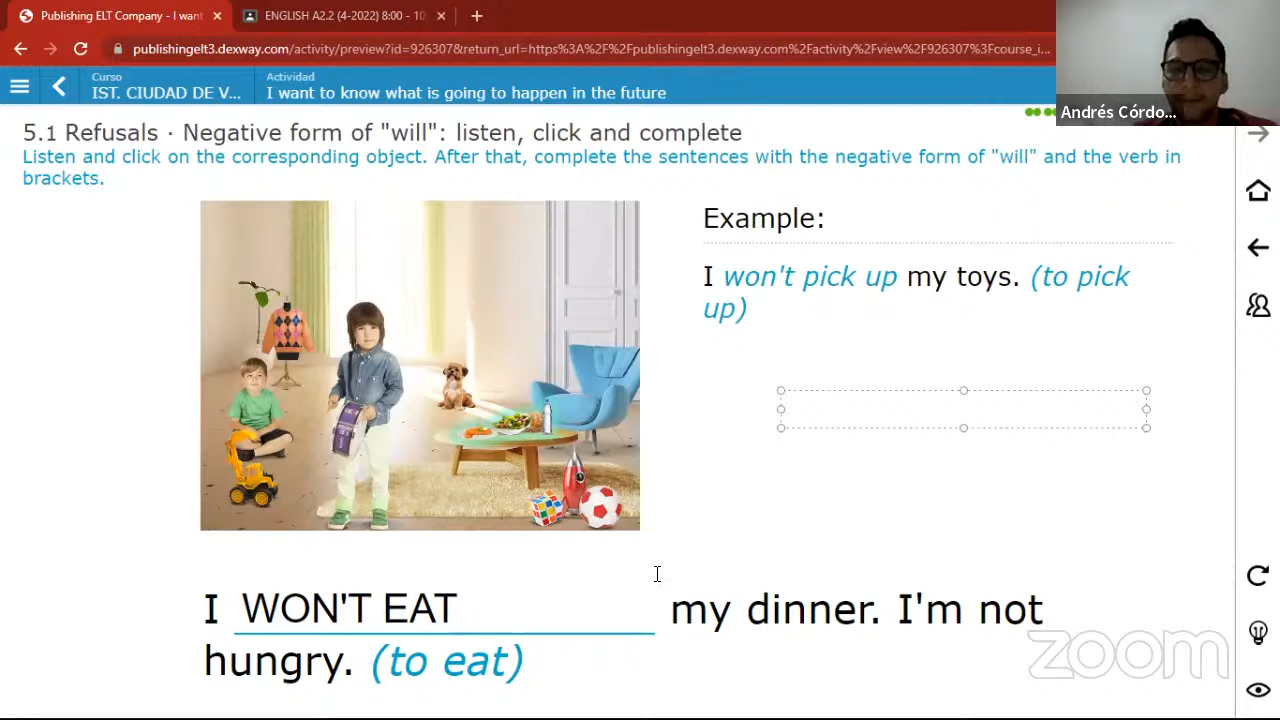 Publishing ELT Company - I want
ENGLISH A2.2 (4-2022) 8:00 - 10
publishingelt3.dexway.com/activity/preview?id=926307&return_url=https%3A%2F%2Fpublishingelt3.dexway.com%2Factivity%2Fview%2F926307%3Fcourse_i...
Curso
IST. CIUDAD DE V...
Actividad
I want to know what is going to happen in the future
Andrés Córdo...
5.1 Refusals · Negative form of "will": listen, click and complete
Listen and click on the corresponding object. After that, complete the sentences with the negative form of "will" and the verb in
brackets.
Example:
I won't pick up my toys. (to pick
up)
I WON'T EAT my dinner. I'm not
hungry. (to eat)
zoom